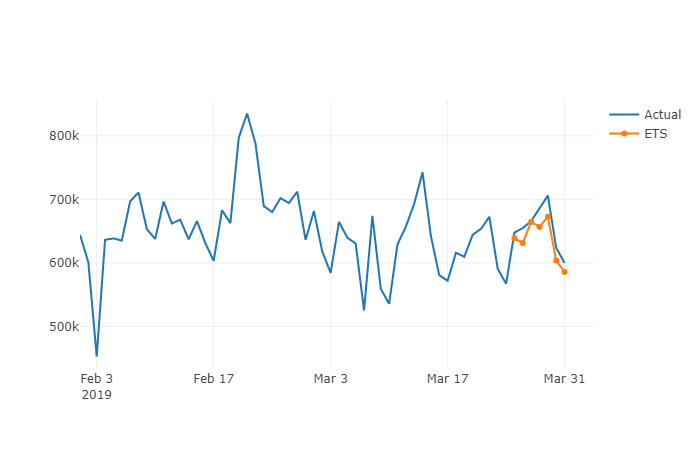 Actual
ETS
800k
700k
600k
500k
Feb 3
2019
Feb 17
Mar 3
Mar 17
Mar 31